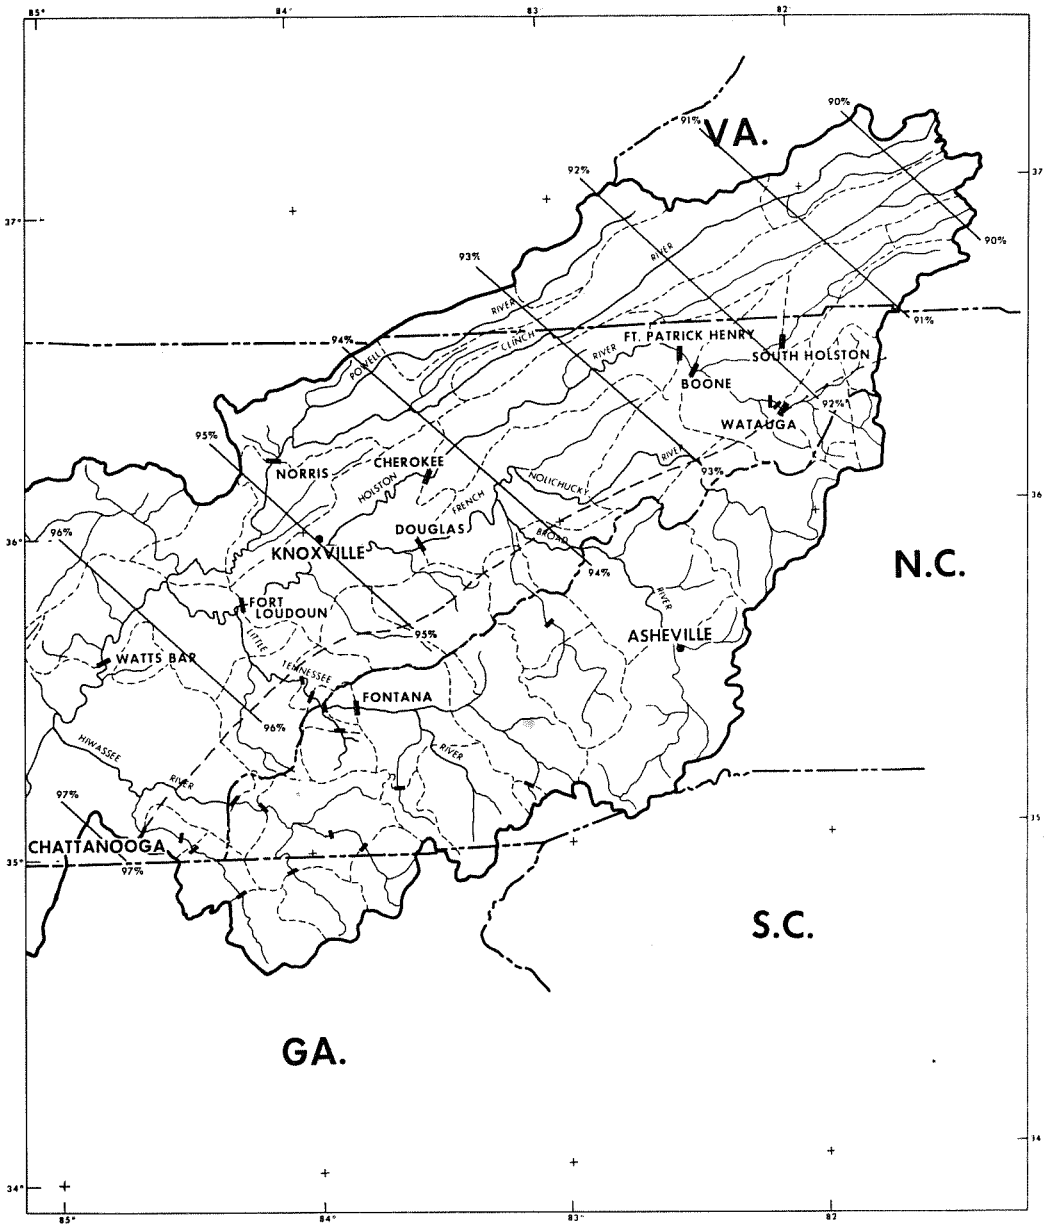 85° 84° 83° 82°
90%
91%
VA.
92%
37
37°
90%
93%
RIVER
RIVER
91%
94%
CLINCH
FT. PATRICK HENRY
RIVER
SOUTH HOLSTON
POWELL
BOONE
92%
WATAUGA
95%
RIVER
CHEROKEE
93%
NORRIS
HOLSTON
NOLICHUCKY
36
FRENCH
96%
DOUGLAS
BROAD
36°
KNOXVILLE
N.C.
94%
FORT
LOUDOUN
RIVER
95%
ASHEVILLE
LITTLE
WATTS BAR
TENNESSEE
FONTANA
96%
HIWASSEE
RIVER
RIVER
97%
35
CHATTANOOGA
35°
97%
S.C.
GA.
34
34°
85° 84° 83° 82